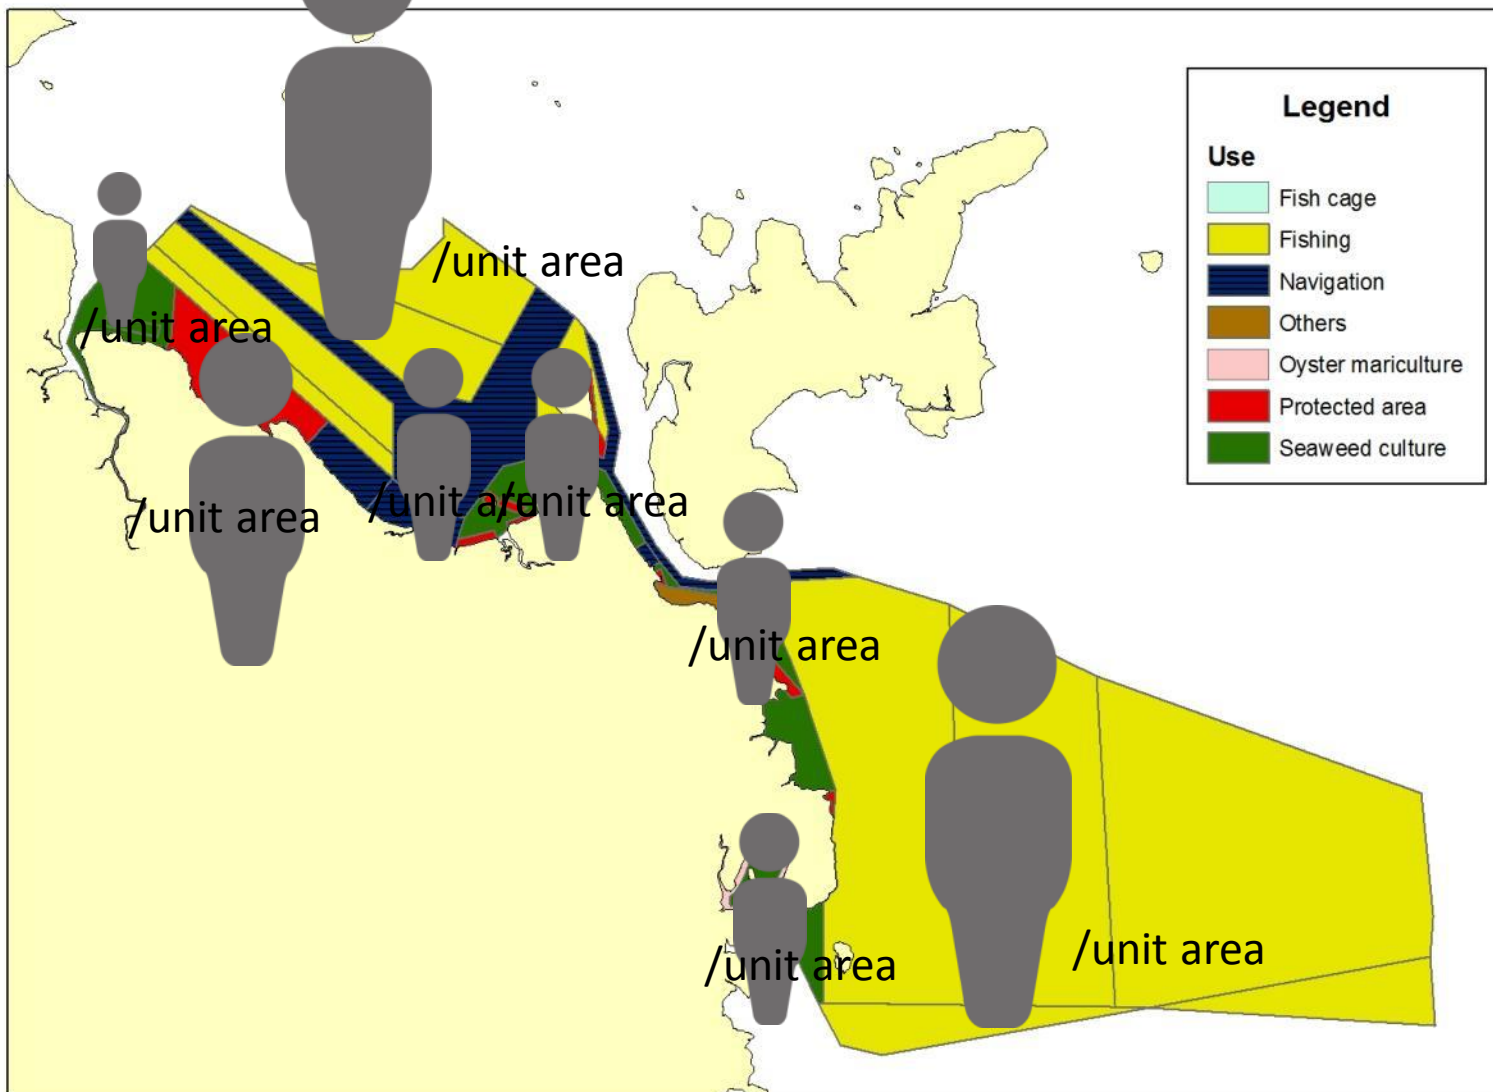 Legend
Use
Fish cage
Fishing
Navigation
Others
Oyster mariculture
Protected area
Seaweed culture
/unit area
/unit area
/unit area
/unit are
/unit area
/unit area
/unit area
/unit area